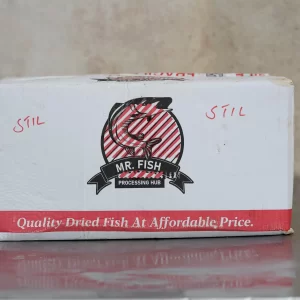 STIL
STIL
MR. FISH
PROCESSING HUB
Quality Dried Fish At Affordable Price.